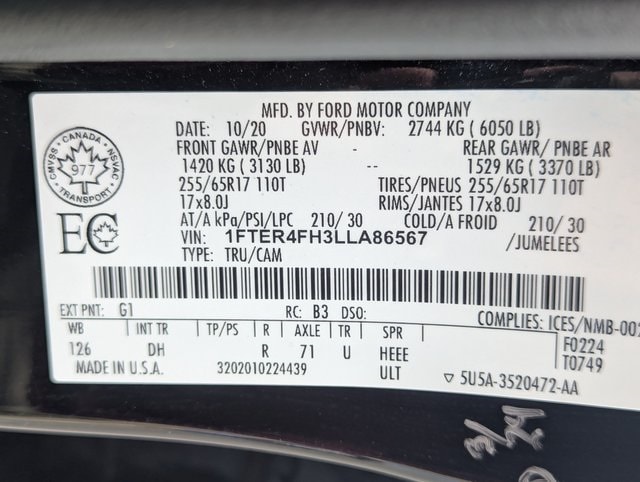 MFD. BY FORD MOTOR COMPANY
DATE: 10/20 GVWR/PNBV: 2744 KG ( 6050 LB)
FRONT GAWR/PNBE AV - REAR GAWR/ PNBE AR
1420 KG ( 3130 LB) -- 1529 KG ( 3370 LB)
255/65R17 110T TIRES/PNEUS 255/65R17 110T
17x8.0J RIMS/JANTES 17x8.0J
AT/A kPa/PSI/LPC 210/ 30 COLD/A FROID 210/ 30
VIN: 1FTER4FH3LLA86567 /JUMELEES
TYPE: TRU/CAM
CANADA
CMVSS NSVAC
977
TRANSPORT
EC
EXT PNT: G1 RC: B3 DSO: COMPLIES: ICES/NMB-002
WB INT TR TP/PS R AXLE TR SPR F0224
126 DH R 71 U HEEE T0749
MADE IN U.S.A. 3202010224439 ULT ▽ 5U5A-3520472-AA
3/24